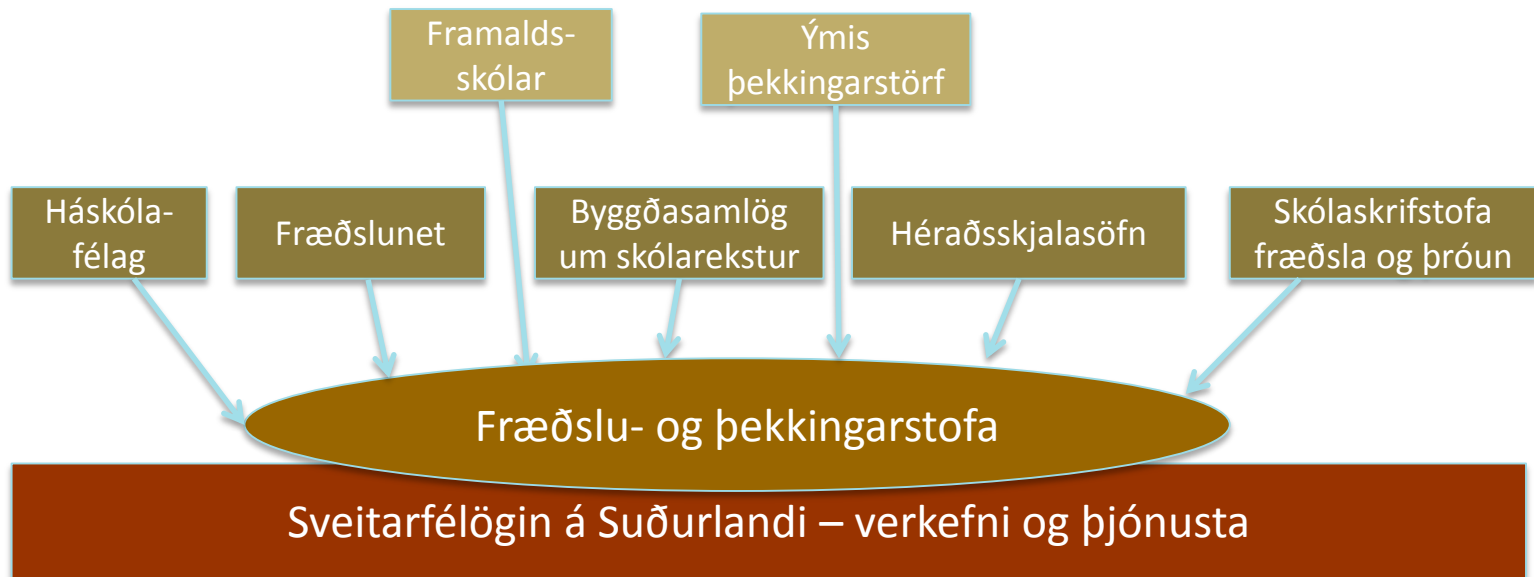 Framalds-
skólar
Ýmis
þekkingarstörf
Háskóla-
félag
Fræðslunet
Byggðasamlög
um skólarekstur
Héraðsskjalasöfn
Skólaskrifstofa
fræðsla og þróun
Fræðslu- og þekkingarstofa
Sveitarfélögin á Suðurlandi – verkefni og þjónusta